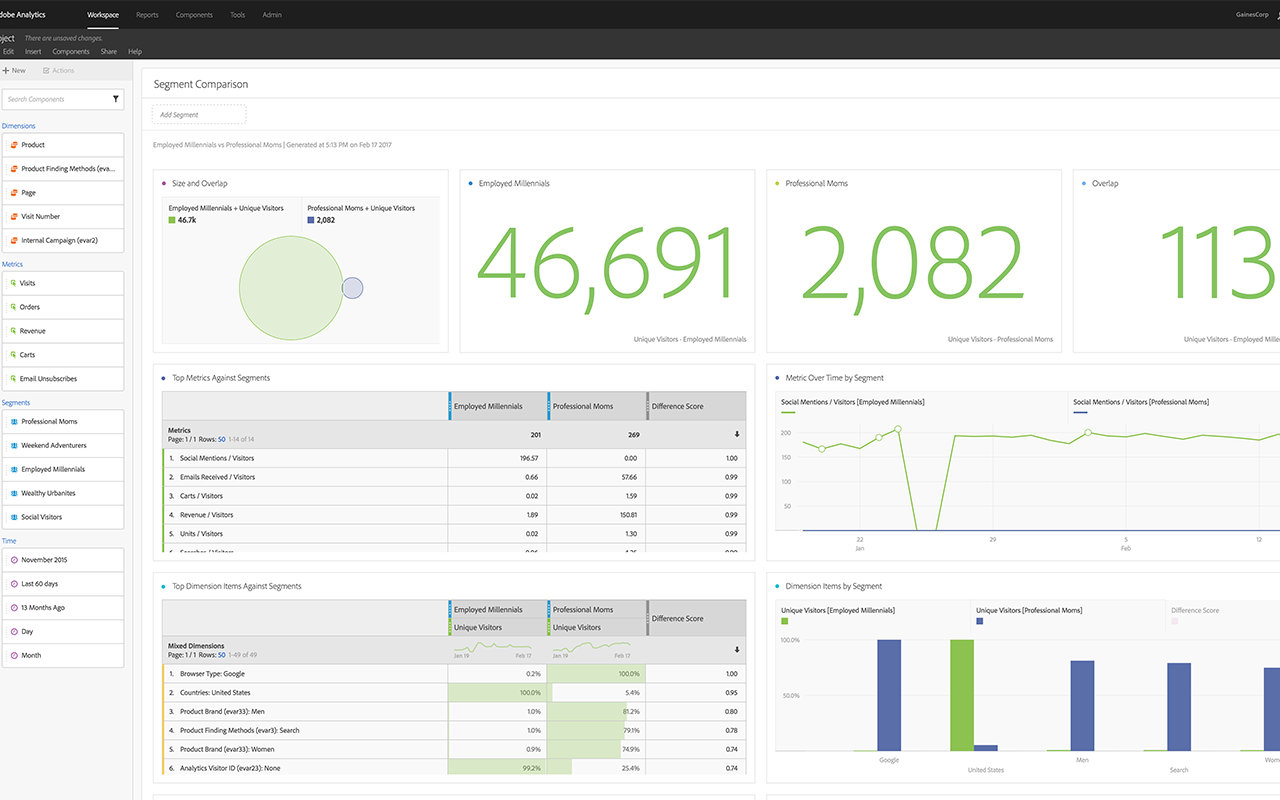 dobe Analytics Workspace Reports Components Tools Admin GainesCorp
oject There are unsaved changes.
Edit Insert Components Share Help
+ New Actions
Search Components
Dimensions
Product
Product Finding Methods (eva...
Page
Visit Number
Internal Campaign (evar2)
Metrics
Visits
Orders
Revenue
Carts
Email Unsubscribes
Segments
Professional Moms
Weekend Adventurers
Employed Millennials
Wealthy Urbanites
Social Visitors
Time
November 2015
Last 60 days
13 Months Ago
Day
Month
Segment Comparison
Add Segment
Employed Millennials vs Professional Moms | Generated at 5:13 PM on Feb 17 2017
Size and Overlap
Employed Millennials + Unique Visitors Professional Moms + Unique Visitors
46.7k 2,082
Employed Millennials
46,691
Unique Visitors - Employed Millennials
Professional Moms
2,082
Unique Visitors - Professional Moms
Overlap
113
Unique Visitors - Employed Mille
Top Metrics Against Segments
Employed Millennials Professional Moms Difference Score
Metrics
Page: 1 / 1 Rows: 50 1-14 of 14 201 269
1. Social Mentions / Visitors 196.57 0.00 1.00
2. Emails Received / Visitors 0.66 57.66 0.99
3. Carts / Visitors 0.02 1.59 0.99
4. Revenue / Visitors 1.89 150.81 0.99
5. Units / Visitors 0.02 1.30 0.99
Metric Over Time by Segment
Social Mentions / Visitors [Employed Millennials] Social Mentions / Visitors [Professional Moms]
200
150
100
50
22 29 5 12
Jan Feb
Top Dimension Items Against Segments
Employed Millennials Professional Moms Difference Score
Unique Visitors Unique Visitors
Mixed Dimensions
Page: 1 / 1 Rows: 50 1-49 of 49 Jan 19 Feb 17 Jan 19 Feb 17
1. Browser Type: Google 0.2% 100.0% 1.00
2. Countries: United States 100.0% 5.4% 0.95
3. Product Brand (evar33): Men 1.0% 81.2% 0.80
4. Product Finding Methods (evar3): Search 1.0% 79.1% 0.78
5. Product Brand (evar33): Women 0.9% 74.9% 0.74
6. Analytics Visitor ID (evar23): None 99.2% 25.4% 0.74
Dimension Items by Segment
Unique Visitors [Employed Millennials] Unique Visitors [Professional Moms] Difference Score
100.0%
50.0%
Google Men Wom
United States Search